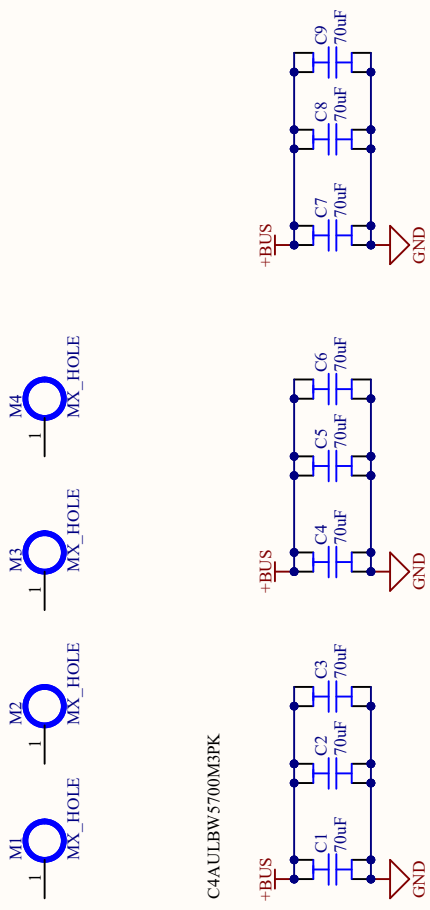 M1 M2 M3 M4
1 1 1 1
MX_HOLE MX_HOLE MX_HOLE MX_HOLE
C4AULBW5700M3PK
+BUS +BUS +BUS
C1 C2 C3 C4 C5 C6 C7 C8 C9
70uF 70uF 70uF 70uF 70uF 70uF 70uF 70uF 70uF
GND GND GND